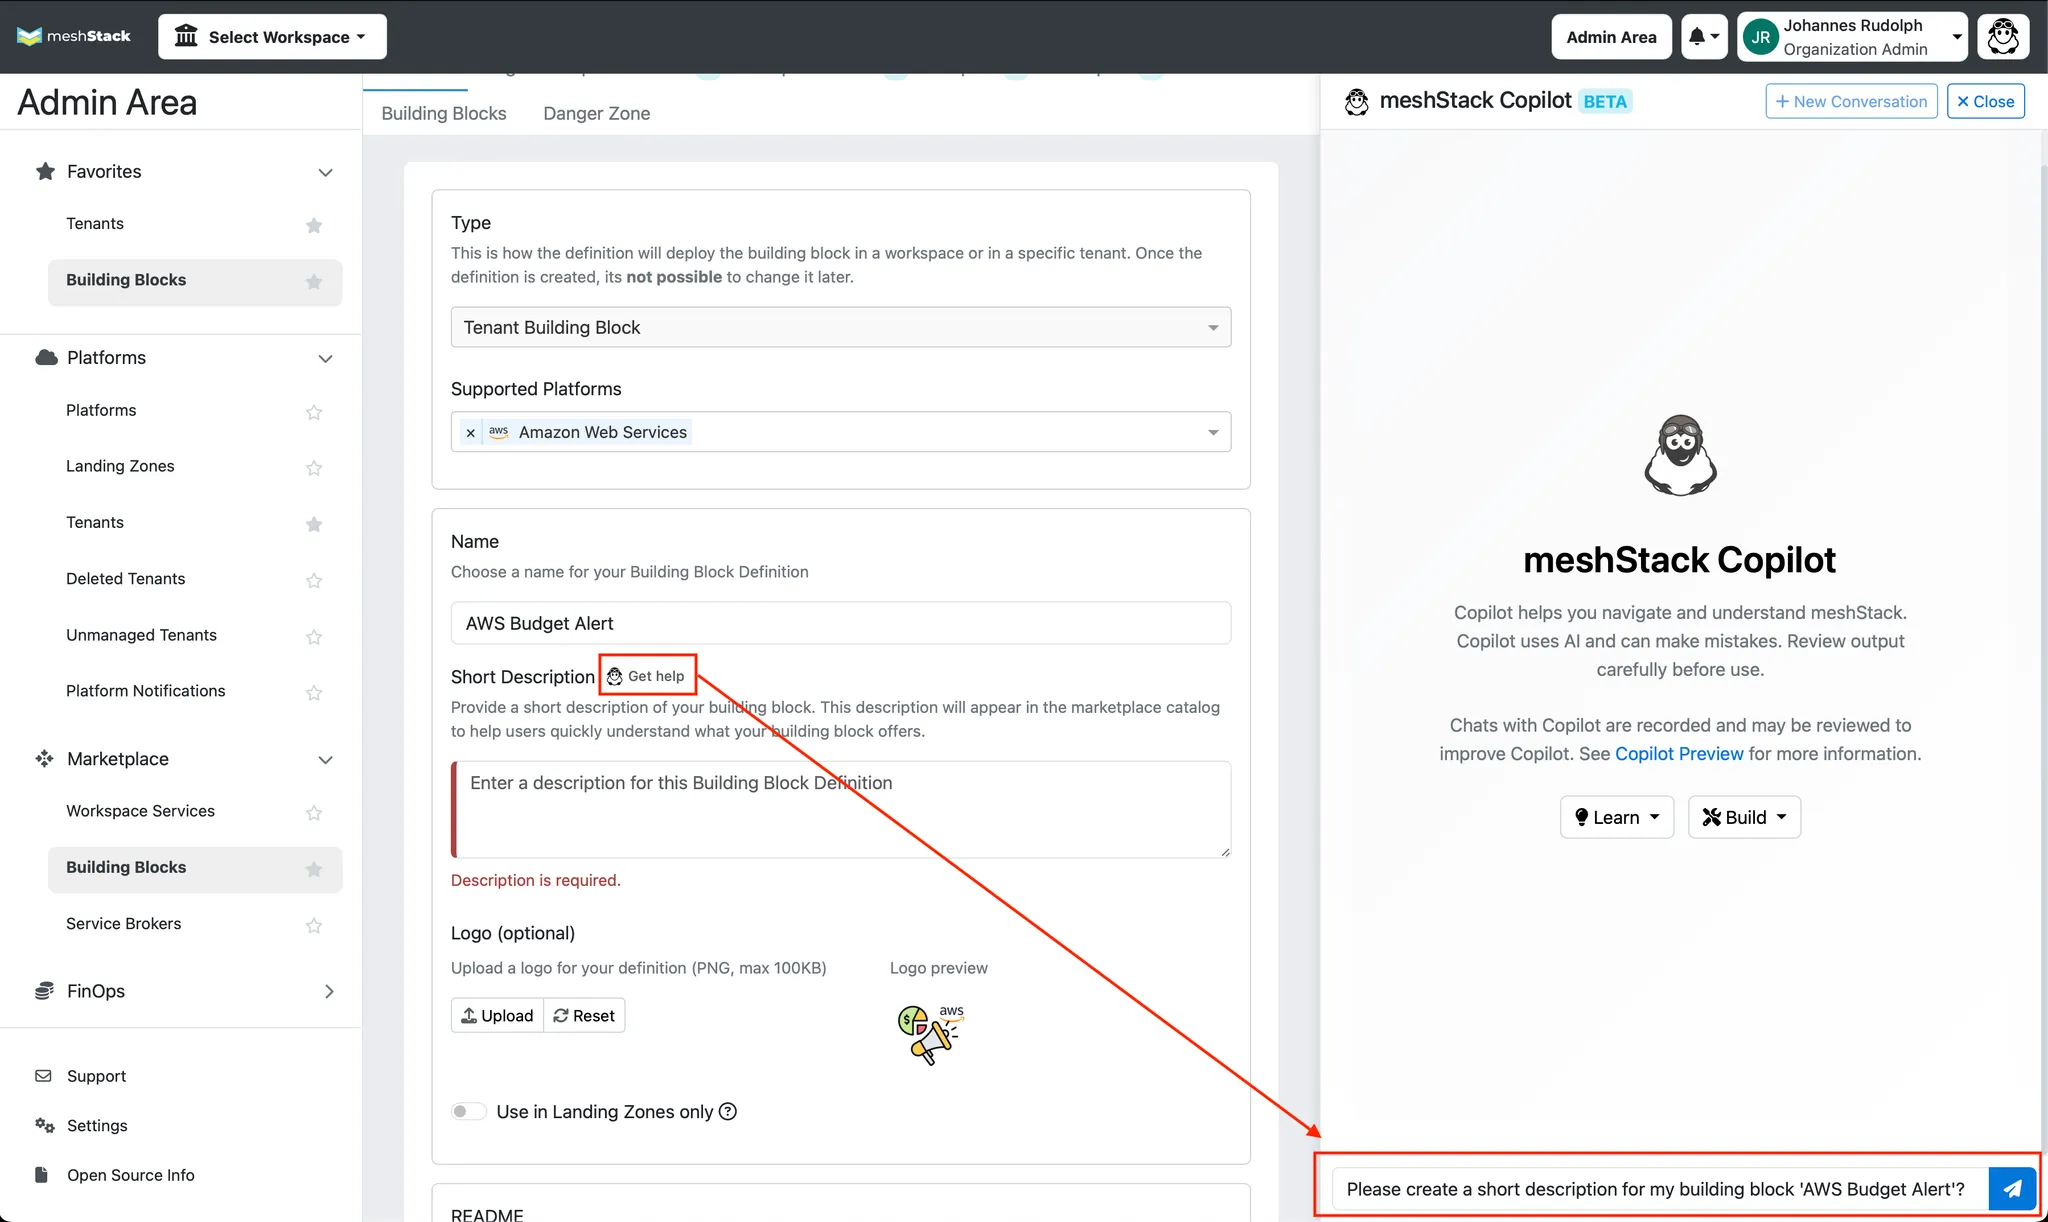 meshStack
Select Workspace
Admin Area
JR
Johannes Rudolph
Organization Admin
Admin Area
Favorites
Tenants
Building Blocks
Platforms
Platforms
Landing Zones
Tenants
Deleted Tenants
Unmanaged Tenants
Platform Notifications
Marketplace
Workspace Services
Building Blocks
Service Brokers
FinOps
Support
Settings
Open Source Info
Building Blocks
Danger Zone
Type
This is how the definition will deploy the building block in a workspace or in a specific tenant. Once the
definition is created, its not possible to change it later.
Tenant Building Block
Supported Platforms
× aws Amazon Web Services
Name
Choose a name for your Building Block Definition
AWS Budget Alert
Short Description Get help
Provide a short description of your building block. This description will appear in the marketplace catalog
to help users quickly understand what your building block offers.
Enter a description for this Building Block Definition
Description is required.
Logo (optional)
Upload a logo for your definition (PNG, max 100KB)
Logo preview
Upload
Reset
$ aws
Use in Landing Zones only ?
README
meshStack Copilot BETA
+ New Conversation
× Close
meshStack Copilot
Copilot helps you navigate and understand meshStack.
Copilot uses AI and can make mistakes. Review output
carefully before use.
Chats with Copilot are recorded and may be reviewed to
improve Copilot. See Copilot Preview for more information.
Learn
Build
Please create a short description for my building block 'AWS Budget Alert'?